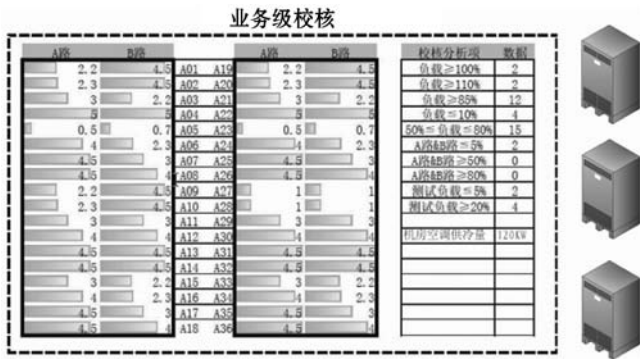 业务级校核
A路 B路 A路 B路 校核分析项 数据
2.2 4.5 A01 A19 2.2 4.5 负载≥100% 2
2.3 4.5 A02 A20 2.3 4.5 负载≥110% 2
3 2.2 A03 A21 3 2.2 负载≥85% 12
5 5 A04 A22 5 5 负载≤10% 4
0.5 0.7 A05 A23 0.5 0.7 50%≤负载≤80% 15
4 2.3 A06 A24 4 2.3 A路&B路≤5% 2
4.5 3 A07 A25 4.5 3 A路&B路≥50% 0
4.5 4 A08 A26 4.5 4 A路&B路≥80% 0
2.2 4.5 A09 A27 1 1 测试负载≤5% 2
2.3 4.5 A10 A28 1 1 测试负载≥20% 4
3 3 A11 A29 3 3
4 4 A12 A30 4 4 机房空调供冷量 120KW
4.5 4.5 A13 A31 4.5 4.5
4.5 4.5 A14 A32 4.5 4.5
3 2.2 A15 A33 3 2.2
4 2.3 A16 A34 4 2.3
4.5 3 A17 A35 4.5 3
4.5 4 A18 A36 4.5 4